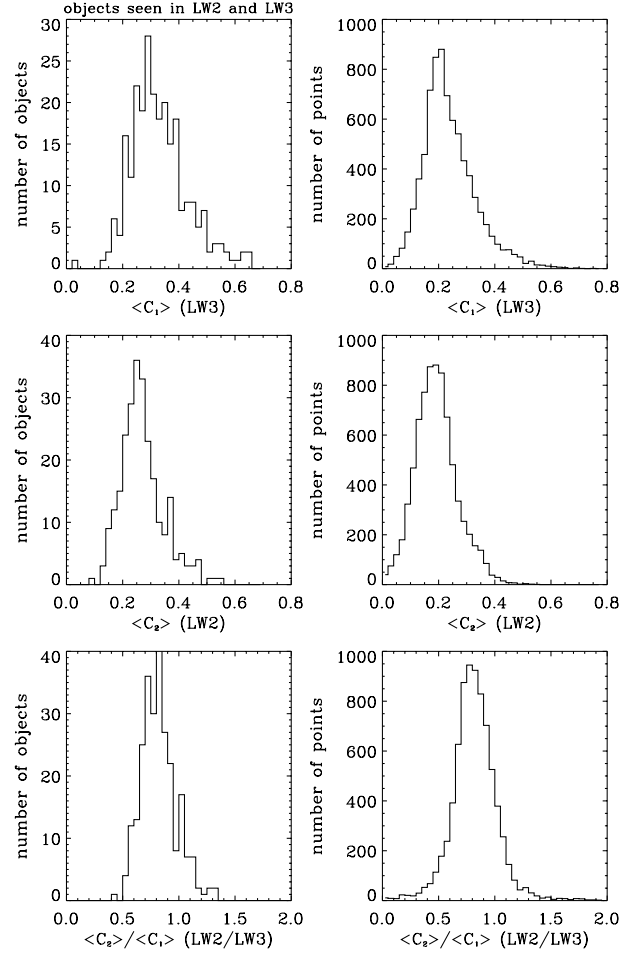 objects seen in LW2 and LW3
number of objects
30
25
20
15
10
5
0
0.0 0.2 0.4 0.6 0.8
<C₁> (LW3)
number of points
1000
800
600
400
200
0
0.0 0.2 0.4 0.6 0.8
<C₁> (LW3)
number of objects
40
30
20
10
0
0.0 0.2 0.4 0.6 0.8
<C₂> (LW2)
number of points
1000
800
600
400
200
0
0.0 0.2 0.4 0.6 0.8
<C₂> (LW2)
number of objects
40
30
20
10
0
0.0 0.5 1.0 1.5 2.0
<C₂>/<C₁> (LW2/LW3)
number of points
1000
800
600
400
200
0
0.0 0.5 1.0 1.5 2.0
<C₂>/<C₁> (LW2/LW3)